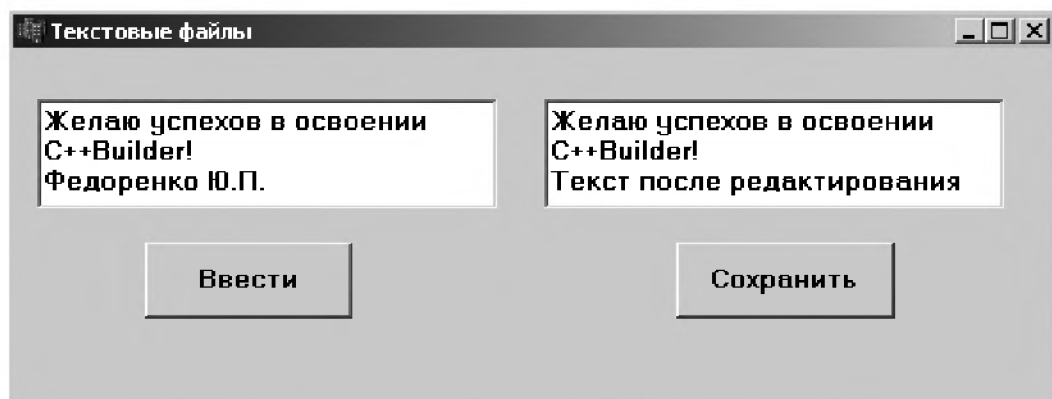 Текстовые файлы
Желаю успехов в освоении
C++Builder!
Федоренко Ю.П.
Желаю успехов в освоении
C++Builder!
Текст после редактирования
Ввести
Сохранить